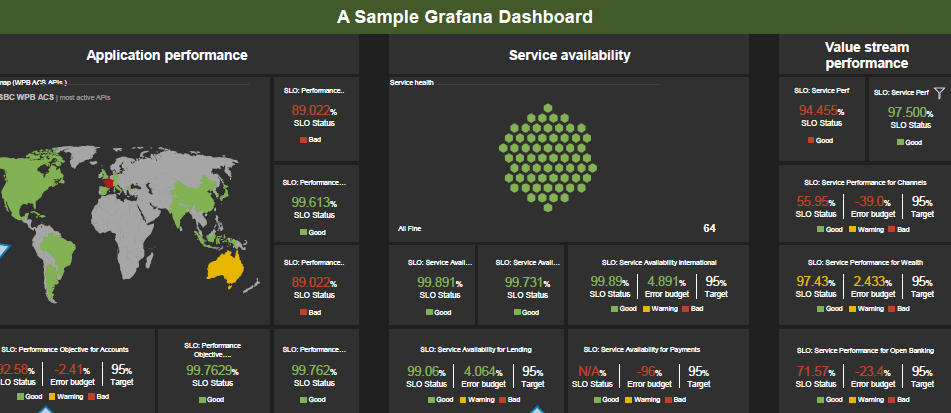 A Sample Grafana Dashboard
Application performance
map (WPB ACS APIs )
SBC WPB ACS | most active APIs
SLO: Performance..
89.022%
SLO Status
Bad
SLO: Performance...
99.613%
SLO Status
Good
SLO: Performance..
89.022%
SLO Status
Bad
SLO: Performance Objective for Accounts
92.58% -2.41% 95%
LO Status Error budget Target
Good Warning Bad
SLO: Performance
Objective....
99.7629%
SLO Status
Good
SLO: Performance...
99.762%
SLO Status
Good
Service availability
Service health
All Fine 64
SLO: Service Avail...
99.891%
SLO Status
Good
SLO: Service Avail...
99.731%
SLO Status
Good
SLO: Service Availability International
99.89% 4.891% 95%
SLO Status Error budget Target
Good Warning Bad
SLO: Service Availability for Lending
99.06% 4.064% 95%
SLO Status Error budget Target
Good Warning Bad
SLO: Service Availability for Payments
N/A% -96% 95%
SLO Status Error budget Target
Good Warning Bad
Value stream
performance
SLO: Service Perf
94.455%
SLO Status
Good
SLO: Service Perf
97.500%
SLO Status
Good
SLO: Service Performance for Channels
55.95% -39.0% 95%
SLO Status Error budget Target
Good Warning Bad
SLO: Service Performance for Wealth
97.43% 2.433% 95%
SLO Status Error budget Target
Good Warning Bad
SLO: Service Performance for Open Banking
71.57% -23.4% 95%
SLO Status Error budget Target
Good Warning Bad